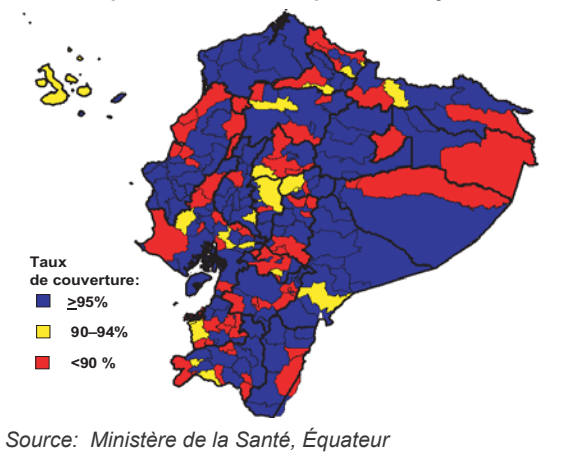 Taux
de couverture:
≥95%
90–94%
<90 %
Source: Ministère de la Santé, Équateur